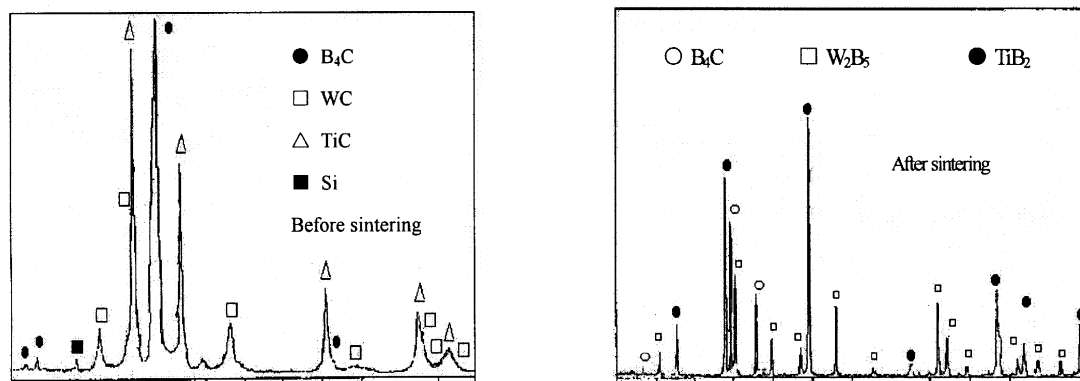 B₄C
WC
TiC
Si
Before sintering
B₄C W₂B₅ TiB₂
After sintering